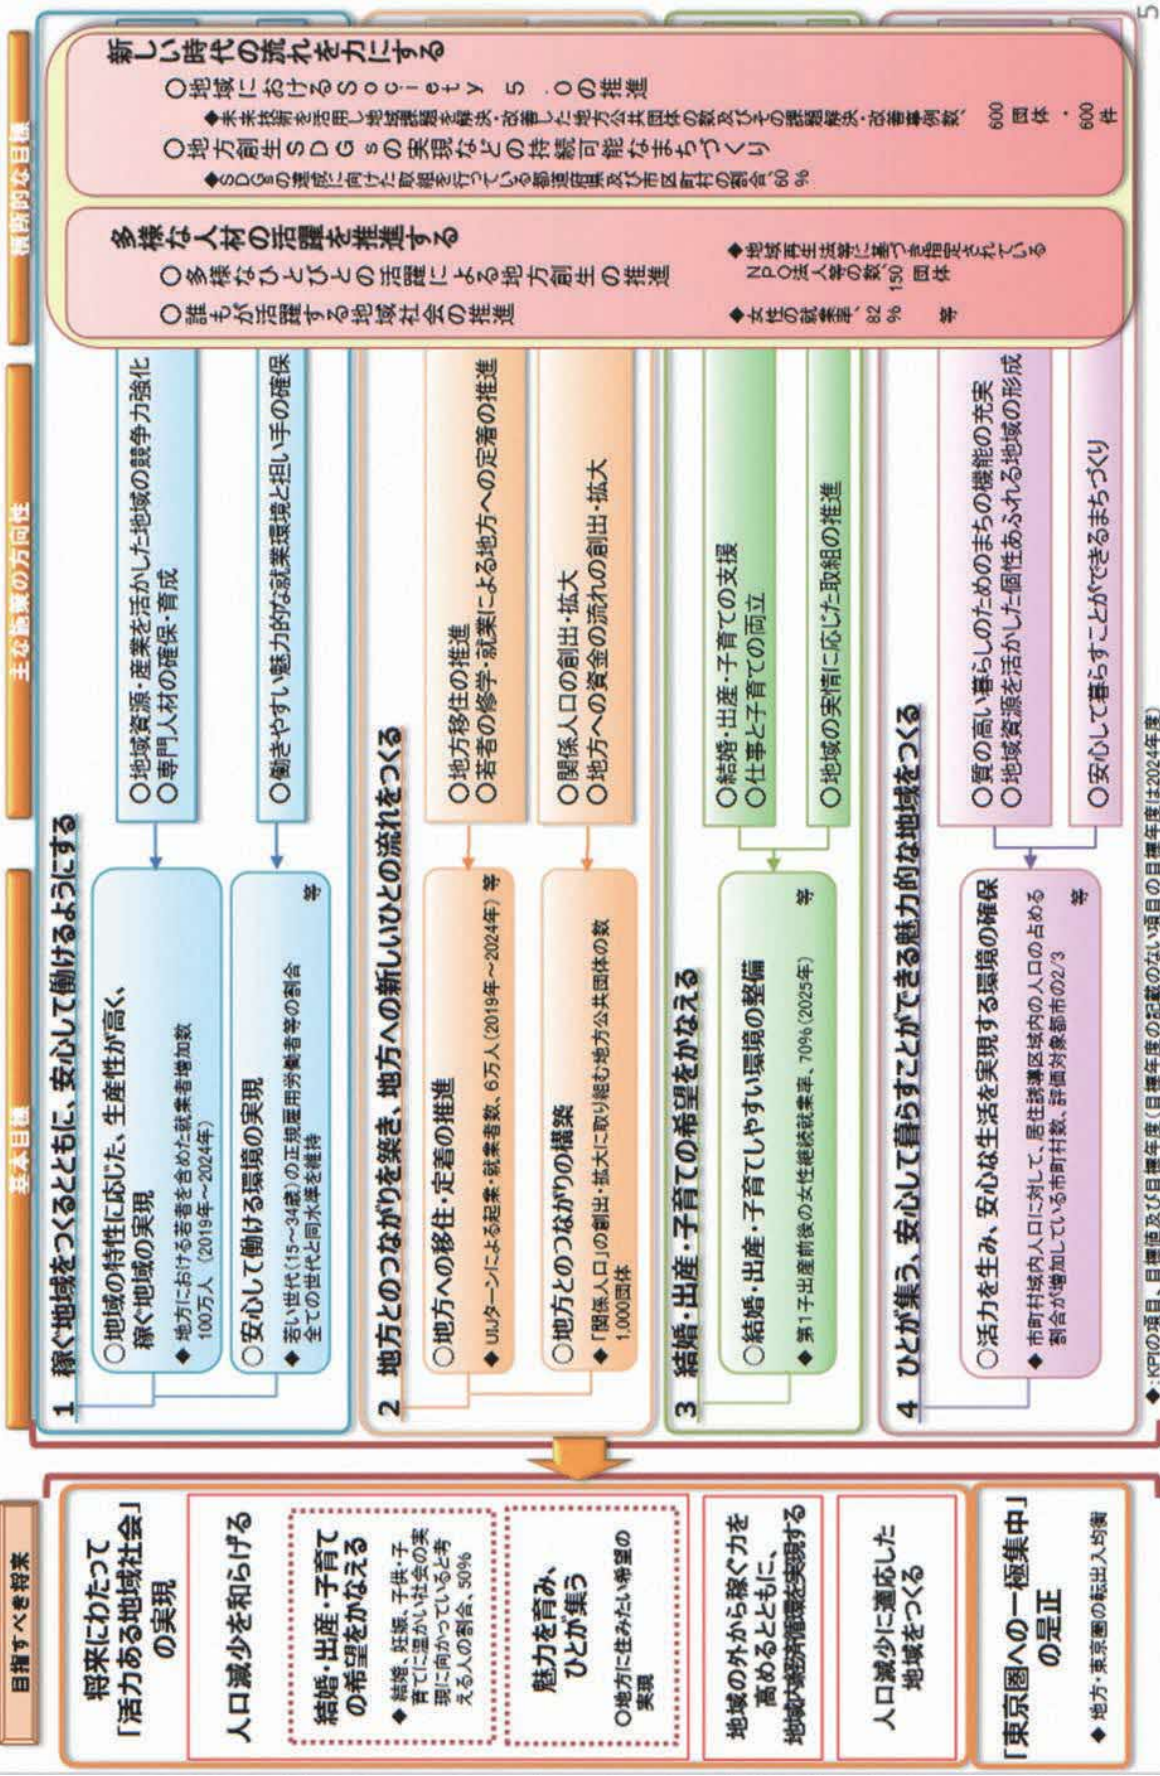 目指すべき将来
将来にわたって
「活力ある地域社会」
の実現
人口減少を和らげる
結婚・出産・子育て
の希望をかなえる
◆ 結婚、妊娠、子供・子
育てに温かい社会の実
現に向かっていると考
える人の割合、50%
魅力を育み、
ひとが集う
○地方に住みたい希望の
実現
地域の外から稼ぐ力を
高めるとともに、
地域内経済循環を実現する
人口減少に適応した
地域をつくる
「東京圏への一極集中」
の是正
◆ 地方・東京圏の転出入均衡
基本目標
主な施策の方向性
横断的な目標
1 稼ぐ地域をつくるとともに、安心して働けるようにする
○地域の特性に応じた、生産性が高く、
稼ぐ地域の実現
◆ 地方における若者を含めた就業者増加数
100万人 (2019年~2024年)
○安心して働ける環境の実現
◆ 若い世代(15~34歳)の正規雇用労働者等の割合
全ての世代と同水準を維持
等
○地域資源・産業を活かした地域の競争力強化
○専門人材の確保・育成
○働きやすい魅力的な就業環境と担い手の確保
2 地方とのつながりを築き、地方への新しいひとの流れをつくる
○地方への移住・定着の推進
◆ UIJターンによる起業・就業者数、6万人(2019年~2024年) 等
○地方とのつながりの構築
◆ 「関係人口」の創出・拡大に取り組む地方公共団体の数
1,000団体
○地方移住の推進
○若者の修学・就業による地方への定着の推進
○関係人口の創出・拡大
○地方への資金の流れの創出・拡大
3 結婚・出産・子育ての希望をかなえる
○結婚・出産・子育てしやすい環境の整備
◆ 第1子出産前後の女性継続就業率、70%(2025年)
等
○結婚・出産・子育ての支援
○仕事と子育ての両立
○地域の実情に応じた取組の推進
4 ひとが集う、安心して暮らすことができる魅力的な地域をつくる
○活力を生み、安心な生活を実現する環境の確保
◆ 市町村域内人口に対して、居住誘導区域内の人口の占める
割合が増加している市町村数、評価対象都市の2/3
等
○質の高い暮らしのためのまちの機能の充実
○地域資源を活かした個性あふれる地域の形成
○安心して暮らすことができるまちづくり
多様な人材の活躍を推進する
○多様なひとびとの活躍による地方創生の推進
○誰もが活躍する地域社会の推進
◆地域再生法等に基づき指定されている
NPO法人等の数、150 団体
◆女性の就業率、82 % 等
新しい時代の流れを力にする
○地域におけるSociety 5.0の推進
◆未来技術を活用し地域課題を解決・改善した地方公共団体の数及びその課題解決・改善事例数、 600 団体・600 件
○地方創生SDGsの実現などの持続可能なまちづくり
◆SDGsの達成に向けた取組を行っている都道府県及び市区町村の割合、60 %
◆:KPIの項目、目標値及び目標年度(目標年度の記載のない項目の目標年度は2024年度)
5